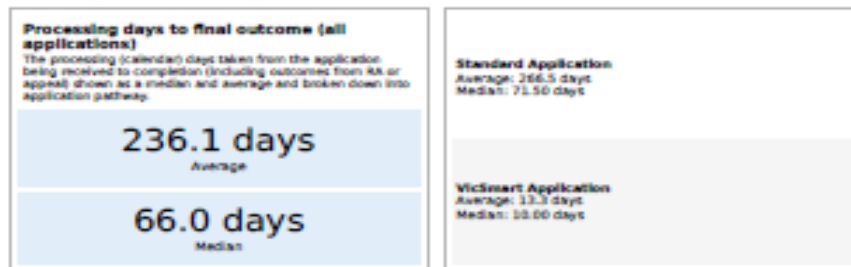 Processing days to final outcome (all
applications)
The processing (calendar) days taken from the application
being received to completion (including outcomes from RA or
appeal) shown as a median and average and broken down into
application pathway.
236.1 days
Average
66.0 days
Median
Standard Application
Average: 266.5 days
Median: 71.50 days
VicSmart Application
Average: 13.3 days
Median: 10.00 days